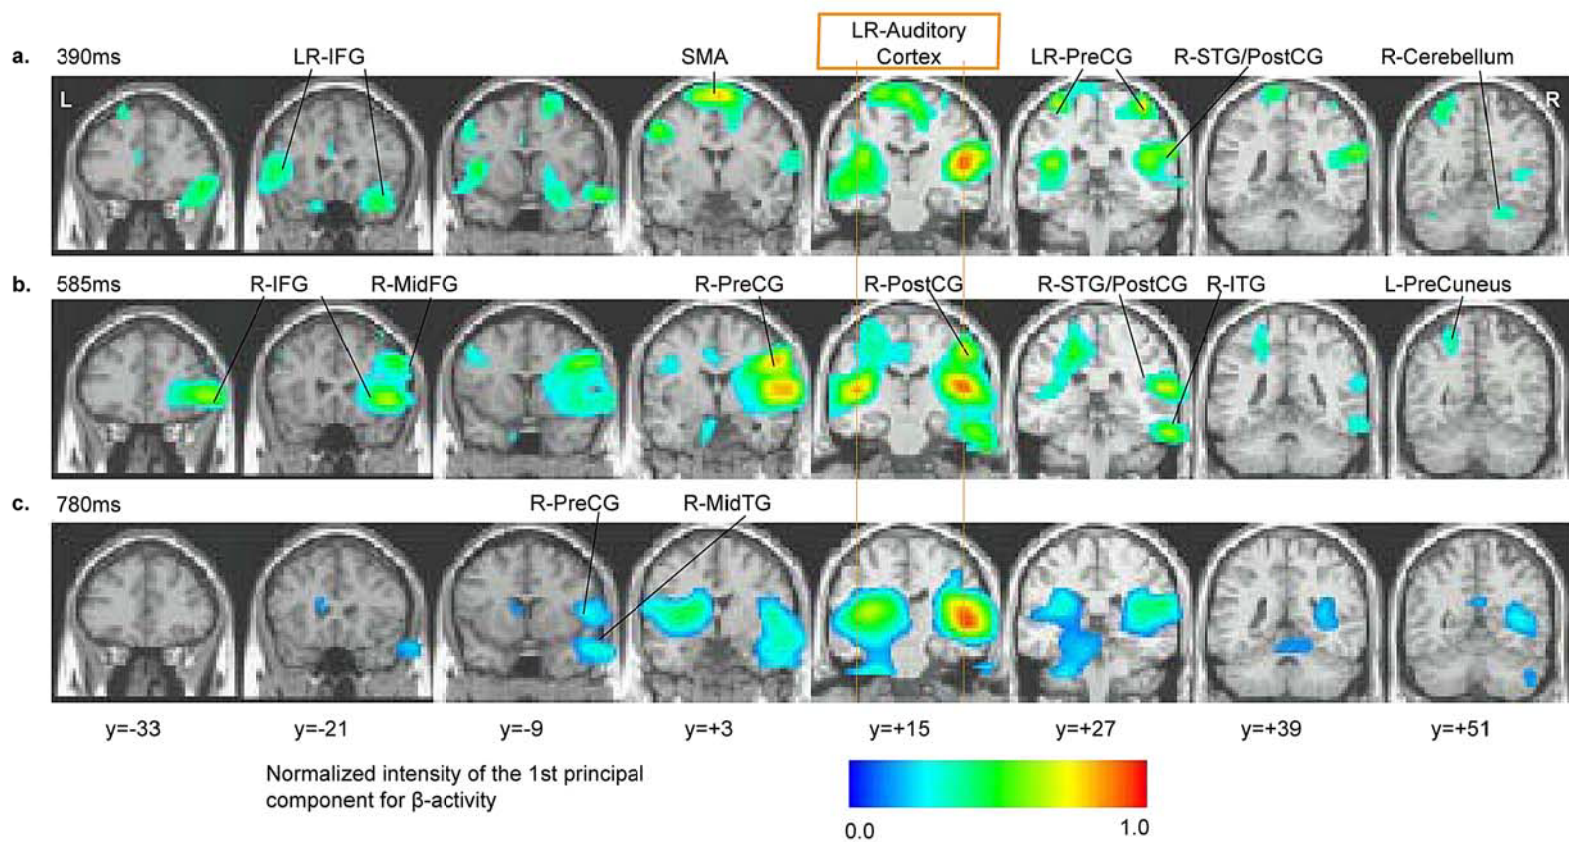 LR-Auditory
Cortex
a. 390ms LR-IFG SMA LR-PreCG R-STG/PostCG R-Cerebellum
L R
b. 585ms R-IFG R-MidFG R-PreCG R-PostCG R-STG/PostCG R-ITG L-PreCuneus
c. 780ms R-PreCG R-MidTG
y=-33 y=-21 y=-9 y=+3 y=+15 y=+27 y=+39 y=+51
Normalized intensity of the 1st principal
component for β-activity
0.0 1.0